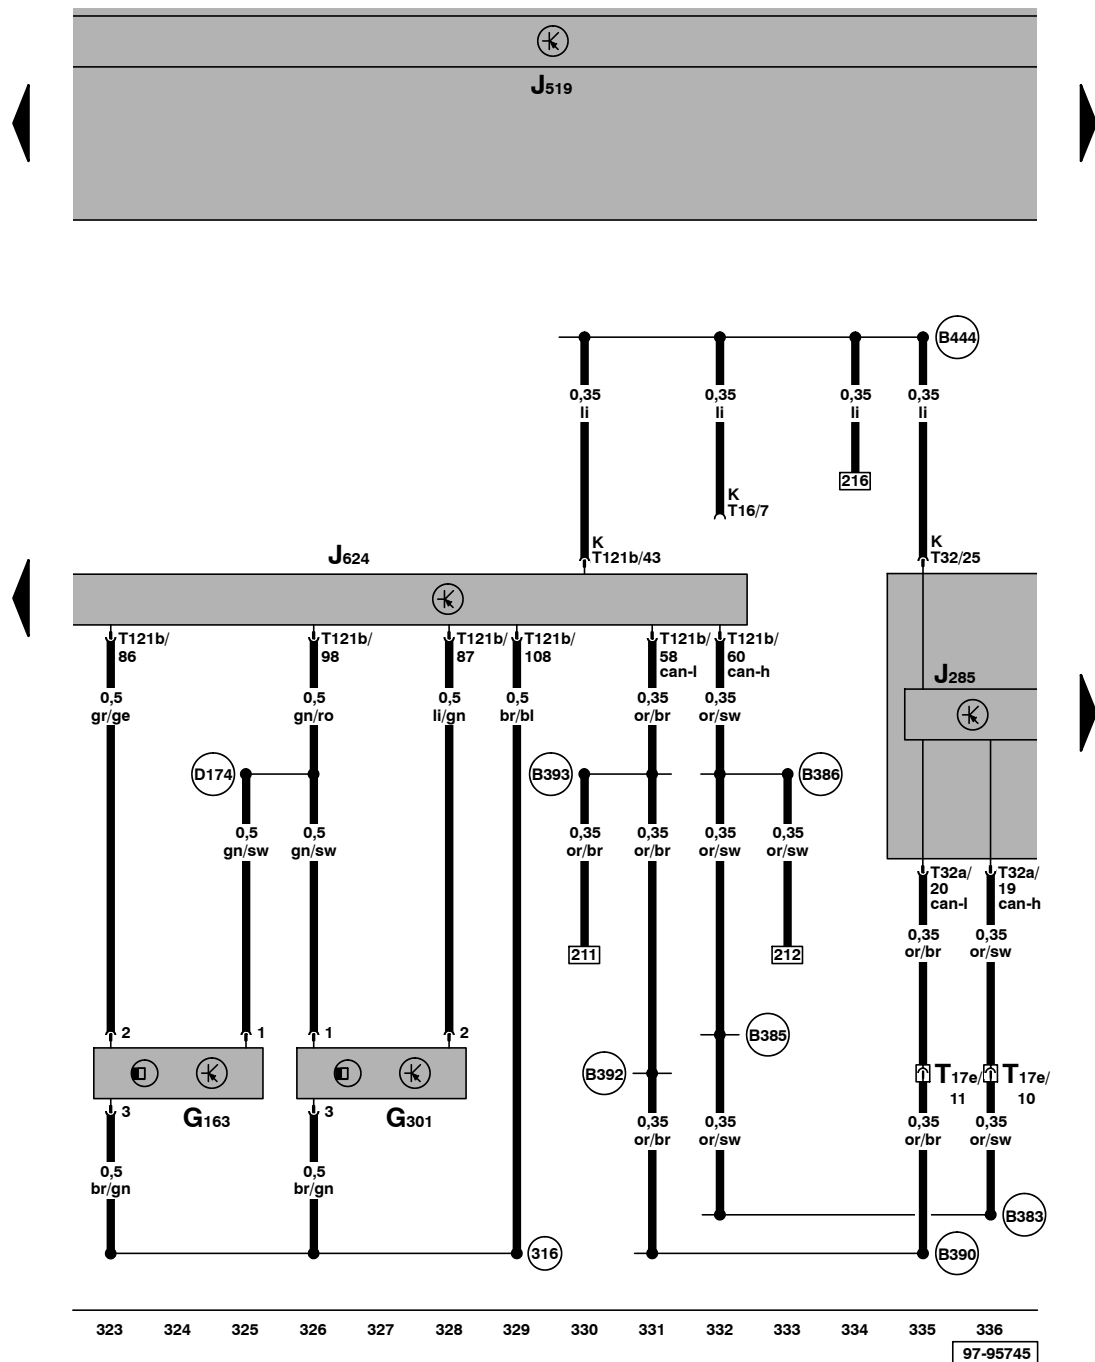 J519
B444
0,35 0,35 0,35 0,35
li li li li
216
K
T16/7
K K
J624 T121b/43 T32/25
T121b/ T121b/ T121b/ T121b/ T121b/ T121b/
86 98 87 108 58 60
can-l can-h
J285
0,5 0,5 0,5 0,5 0,35 0,35
gr/ge gn/ro li/gn br/bl or/br or/sw
D174 B393 B386
0,5 0,5 0,35 0,35 0,35 0,35
gn/sw gn/sw or/br or/br or/sw or/sw
T32a/ T32a/
20 19
can-l can-h
0,35 0,35
or/br or/sw
211 212
2 1 1 2 B385
B392 T17e/ T17e/
11 10
3 G163 3 G301
0,35 0,35 0,35 0,35
or/br or/sw or/br or/sw
0,5 0,5
br/gn br/gn
B383
316 B390
323 324 325 326 327 328 329 330 331 332 333 334 335 336
97-95745